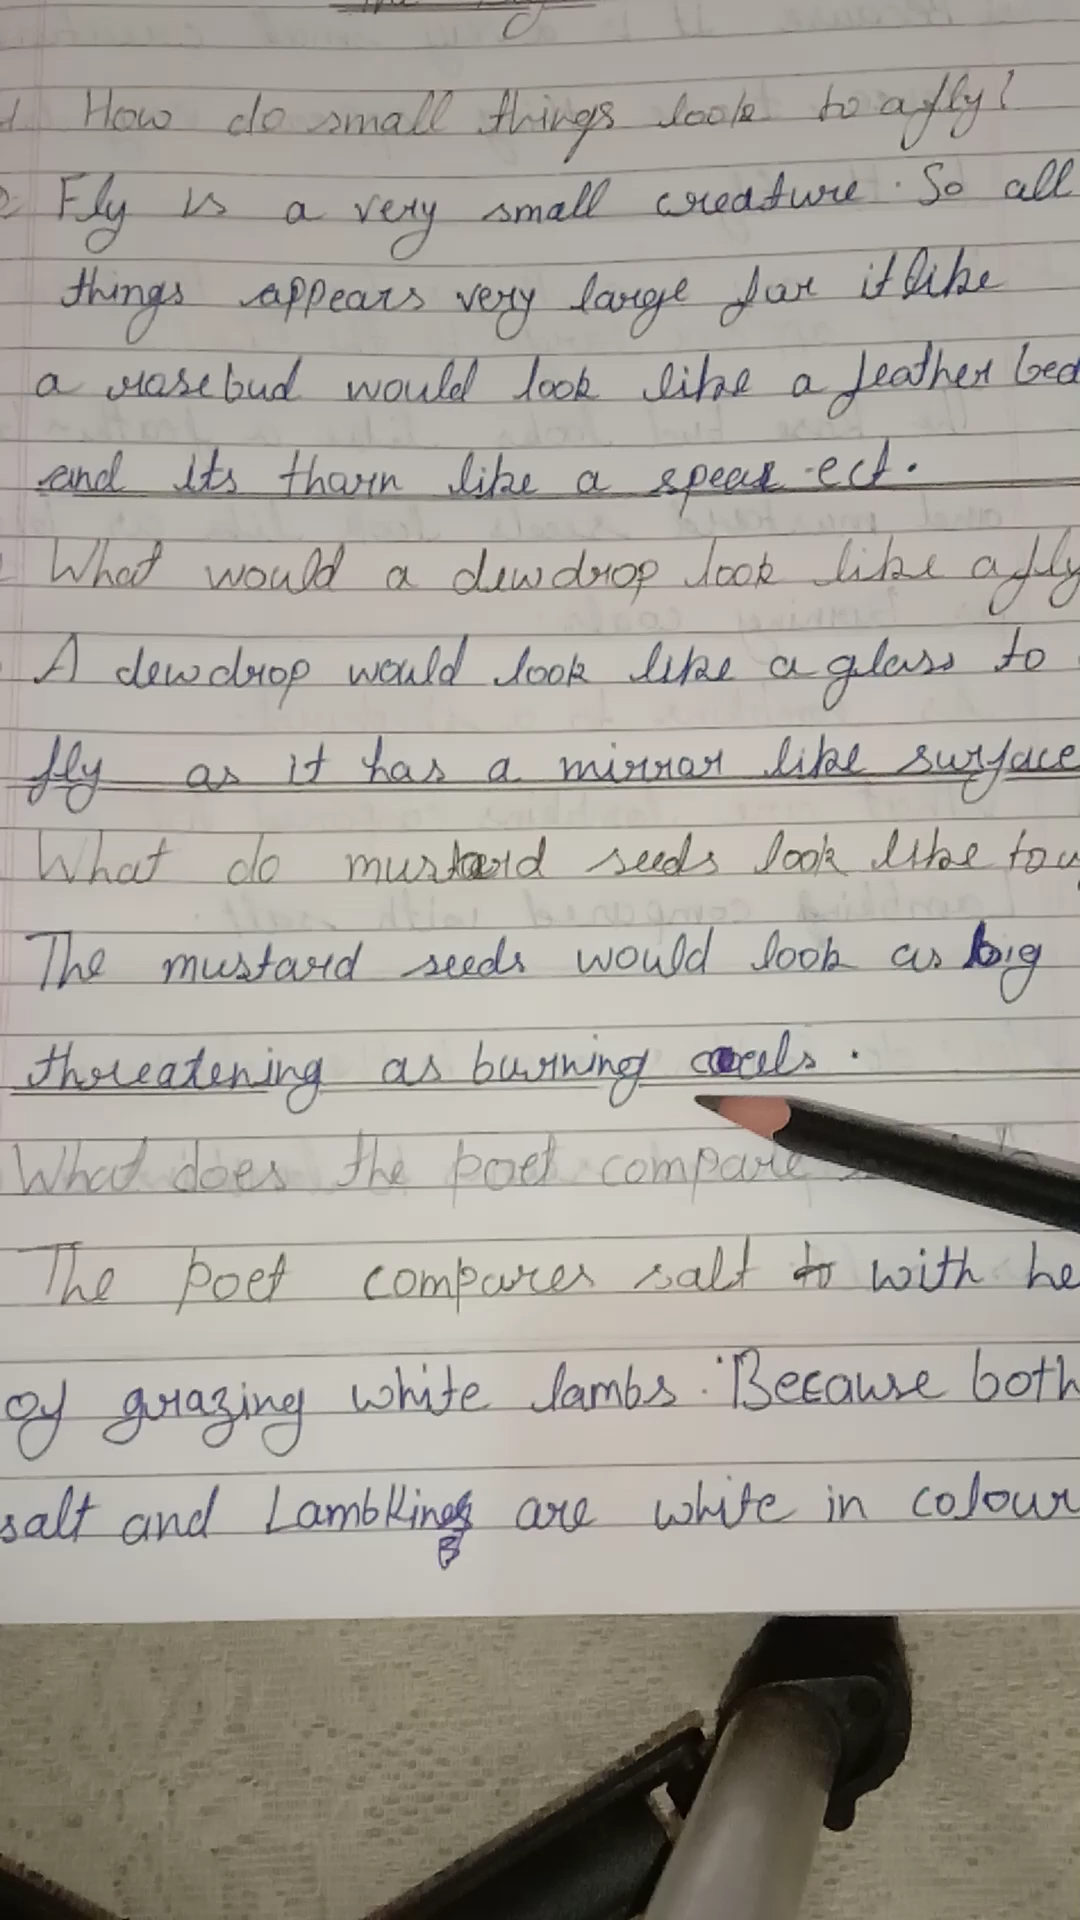 The
1. How do small things look to a fly?
Fly is a very small creature. So all
things appears very large for it like
a rosebud would look like a feather bed
and its thorn like a spear ect.
What would a dewdrop look like a fly
A dewdrop would look like a glass to
fly as it has a mirror like surface
What do mustard seeds look like to
The mustard seeds would look as big
threatening as burning coals.
What does the poet compare
The poet compares salt to with he
of grazing white lambs. Because both
salt and Lambkings are white in colour